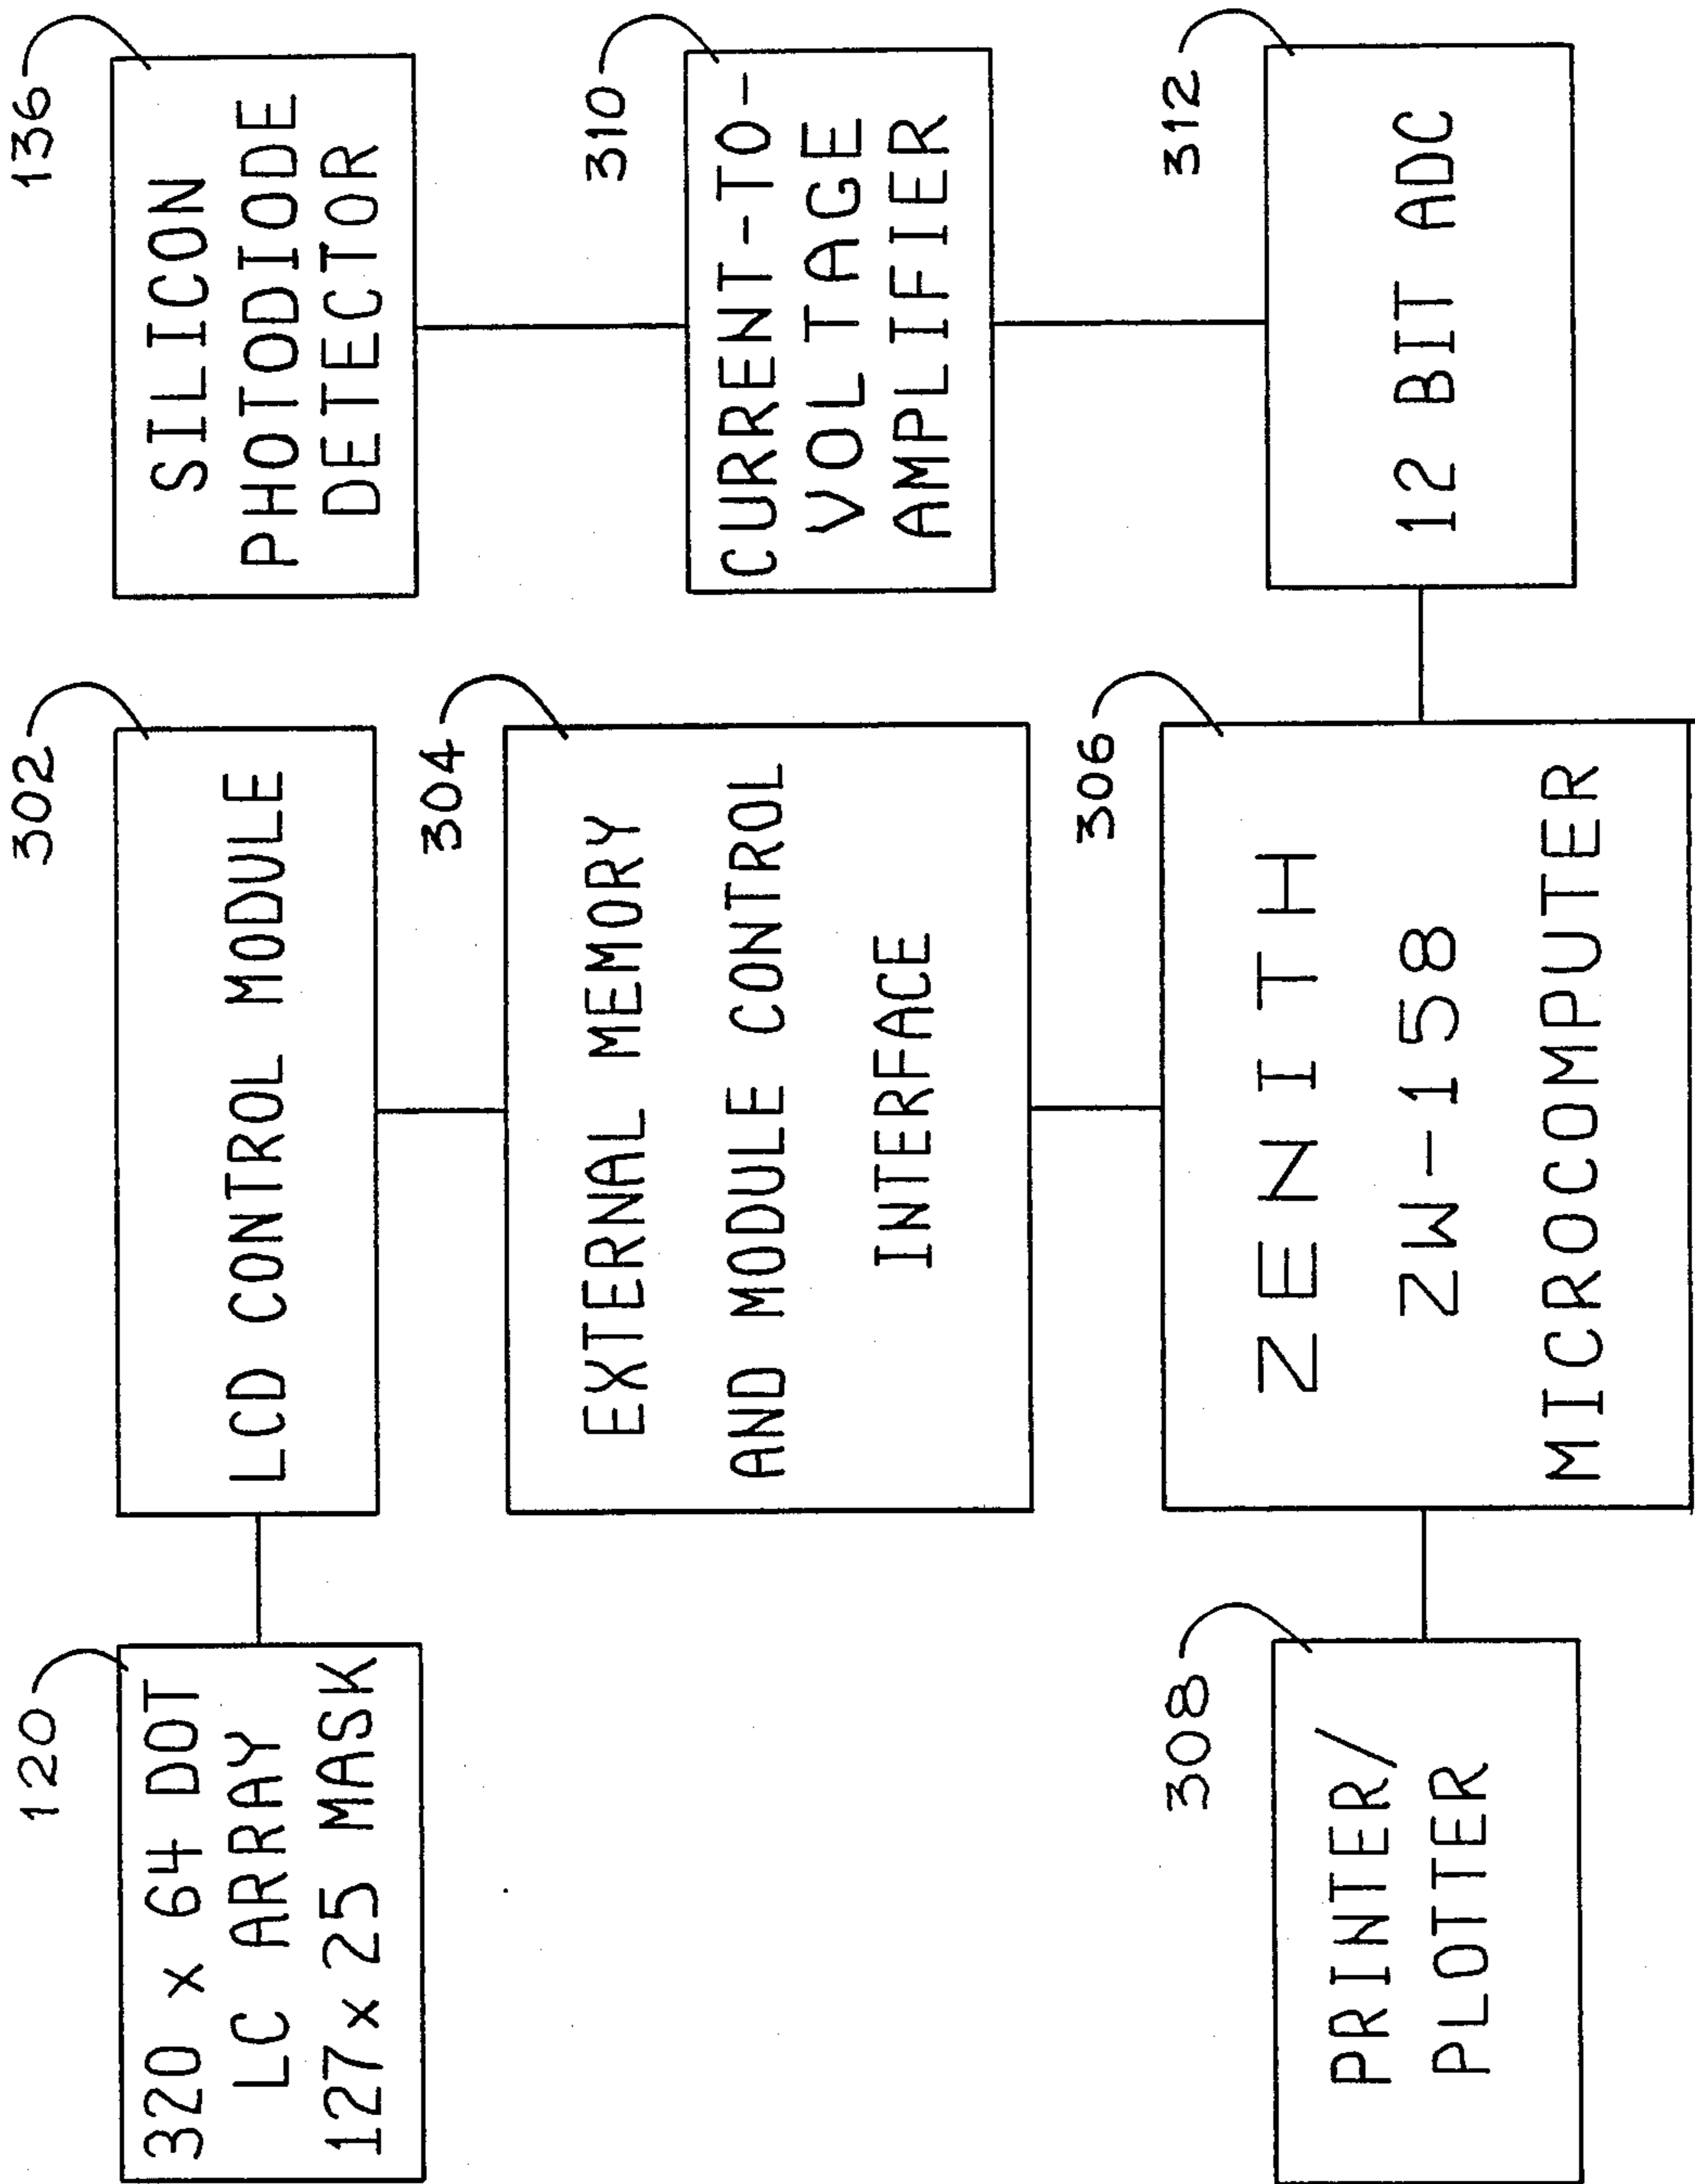 120
320 x 64 DOT
LC ARRAY
127 x 25 MASK
302
LCD CONTROL MODULE
136
SILICON
PHOTODIODE
DETECTOR
304
EXTERNAL MEMORY
AND MODULE CONTROL
INTERFACE
310
CURRENT-TO-
VOLTAGE
AMPLIFIER
308
PRINTER/
PLOTTER
306
ZENITH
ZW-158
MICROCOMPUTER
312
12 BIT ADC